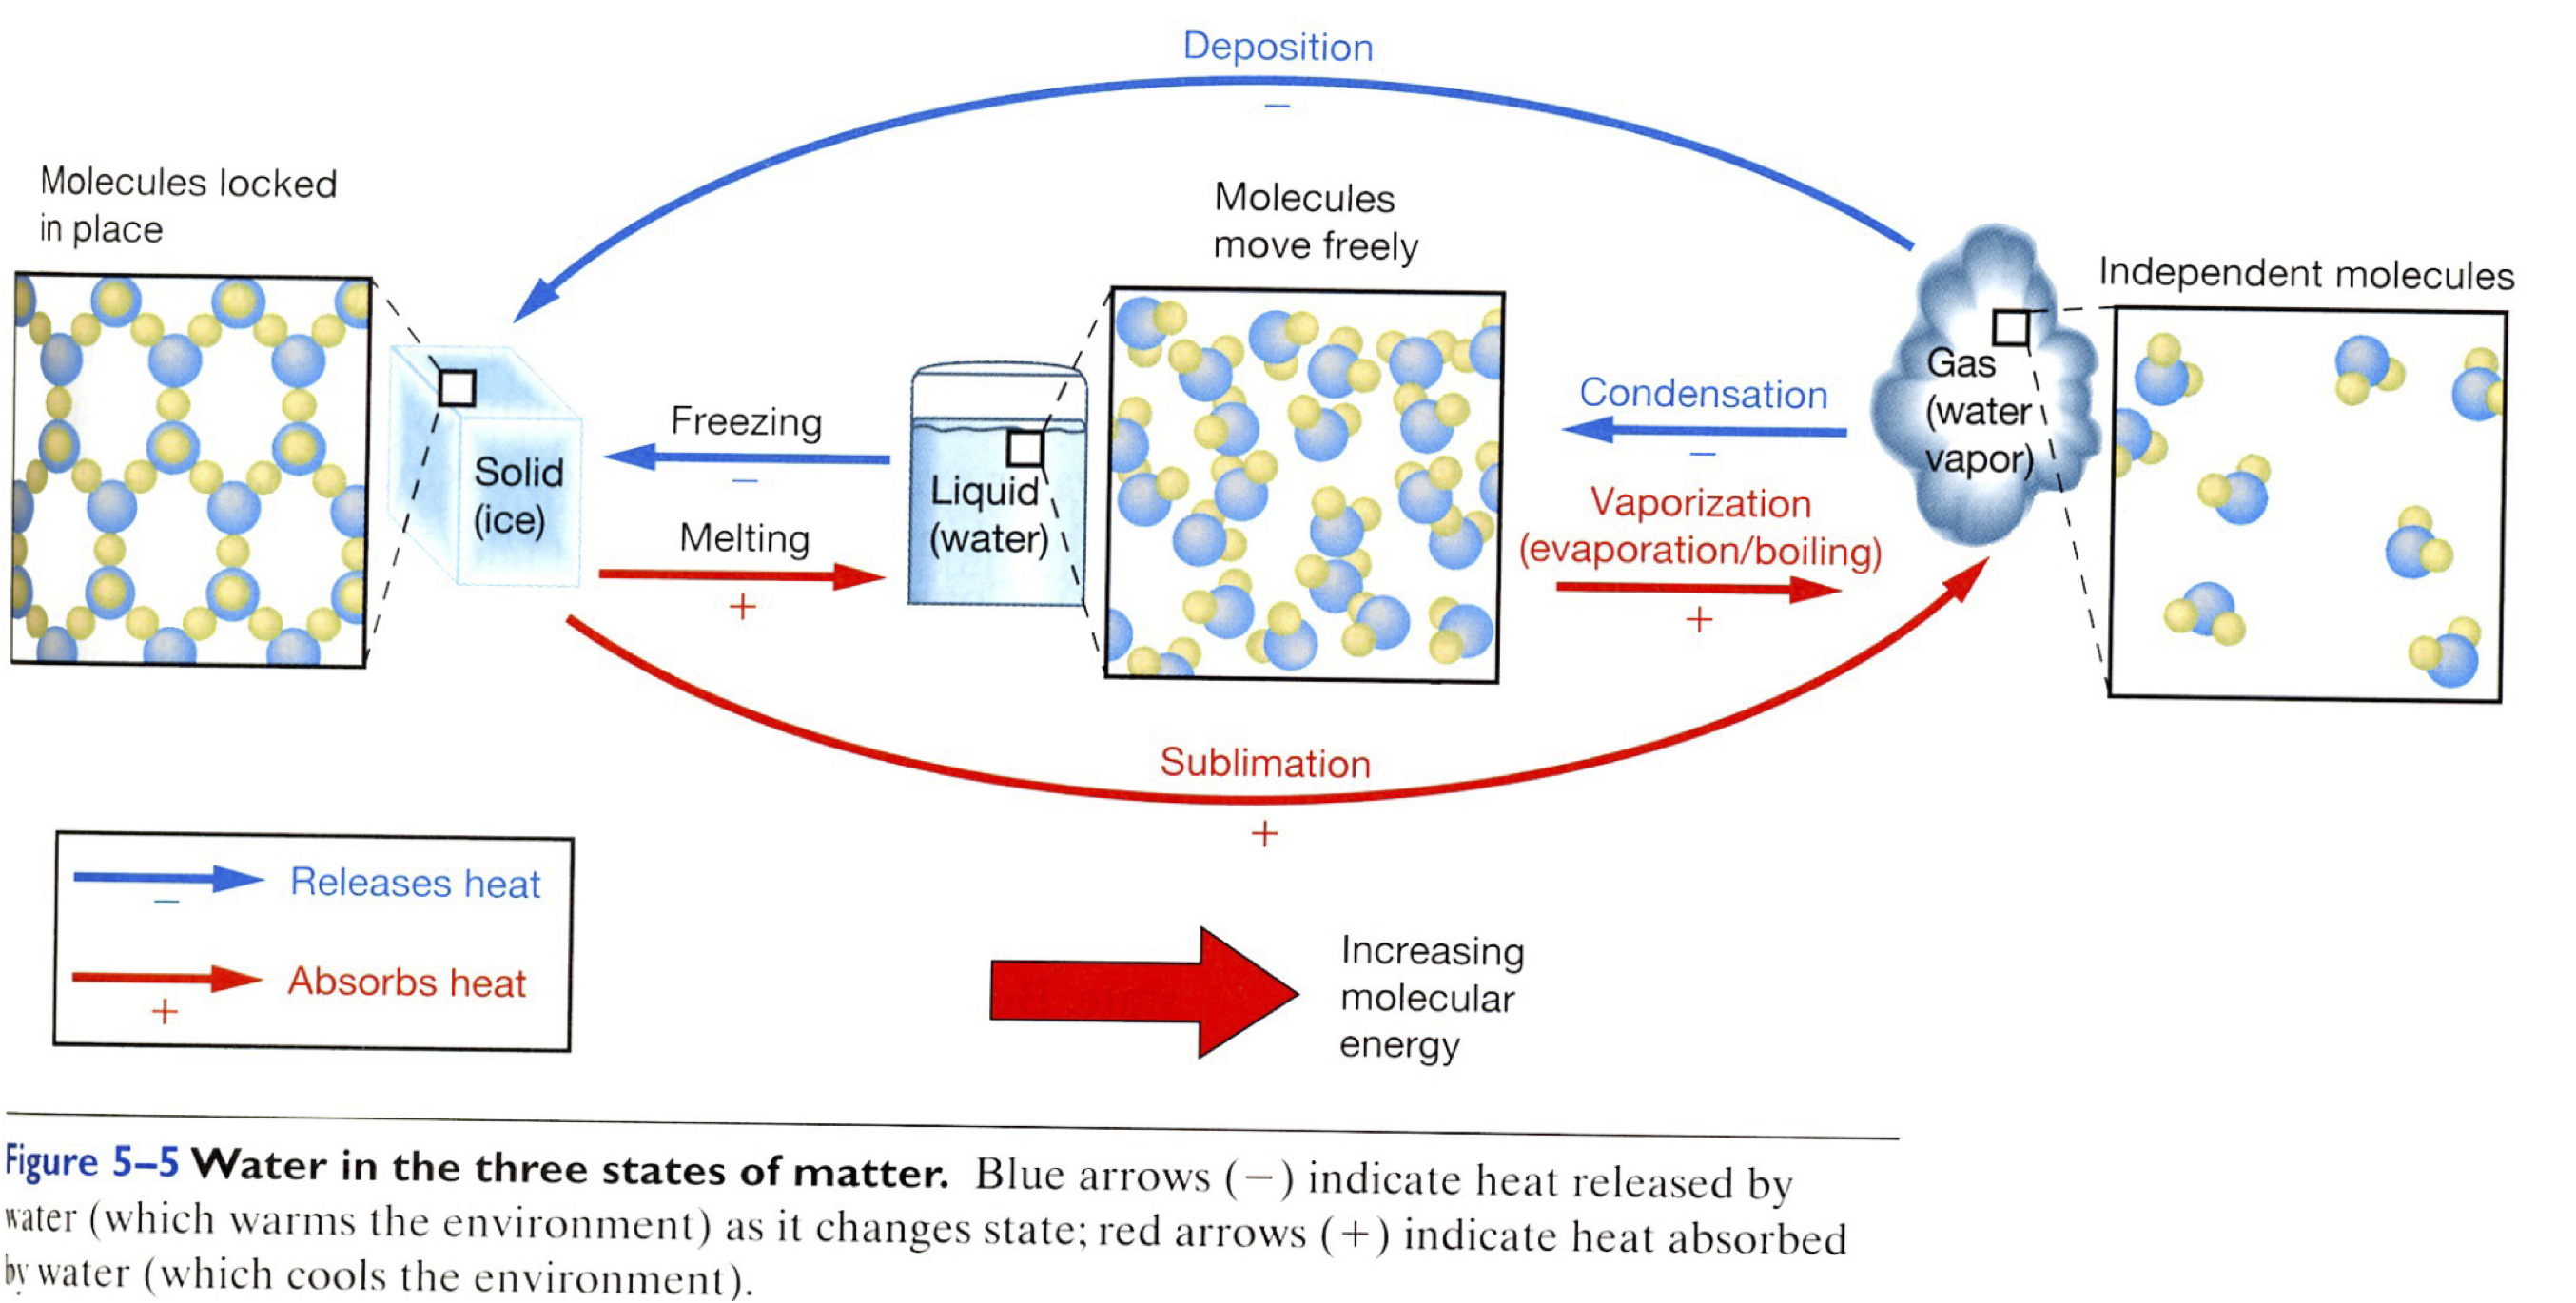 Deposition
−
Molecules locked
in place
Molecules
move freely
Independent molecules
Freezing
−
Melting
+
Solid
(ice)
Liquid
(water)
Condensation
−
Vaporization
(evaporation/boiling)
+
Gas
(water
vapor)
Sublimation
+
Releases heat
−
Absorbs heat
+
Increasing
molecular
energy
Figure 5–5 Water in the three states of matter. Blue arrows (−) indicate heat released by
water (which warms the environment) as it changes state; red arrows (+) indicate heat absorbed
by water (which cools the environment).